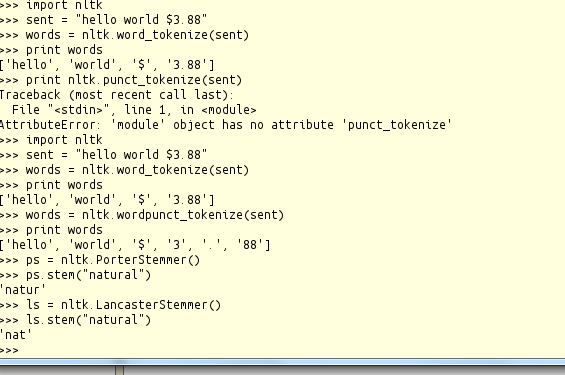 >>> import nltk
>>> sent = "hello world $3.88"
>>> words = nltk.word_tokenize(sent)
>>> print words
['hello', 'world', '$', '3.88']
>>> print nltk.punct_tokenize(sent)
Traceback (most recent call last):
  File "<stdin>", line 1, in <module>
AttributeError: 'module' object has no attribute 'punct_tokenize'
>>> import nltk
>>> sent = "hello world $3.88"
>>> words = nltk.word_tokenize(sent)
>>> print words
['hello', 'world', '$', '3.88']
>>> words = nltk.wordpunct_tokenize(sent)
>>> print words
['hello', 'world', '$', '3', '.', '88']
>>> ps = nltk.PorterStemmer()
>>> ps.stem("natural")
'natur'
>>> ls = nltk.LancasterStemmer()
>>> ls.stem("natural")
'nat'
>>>